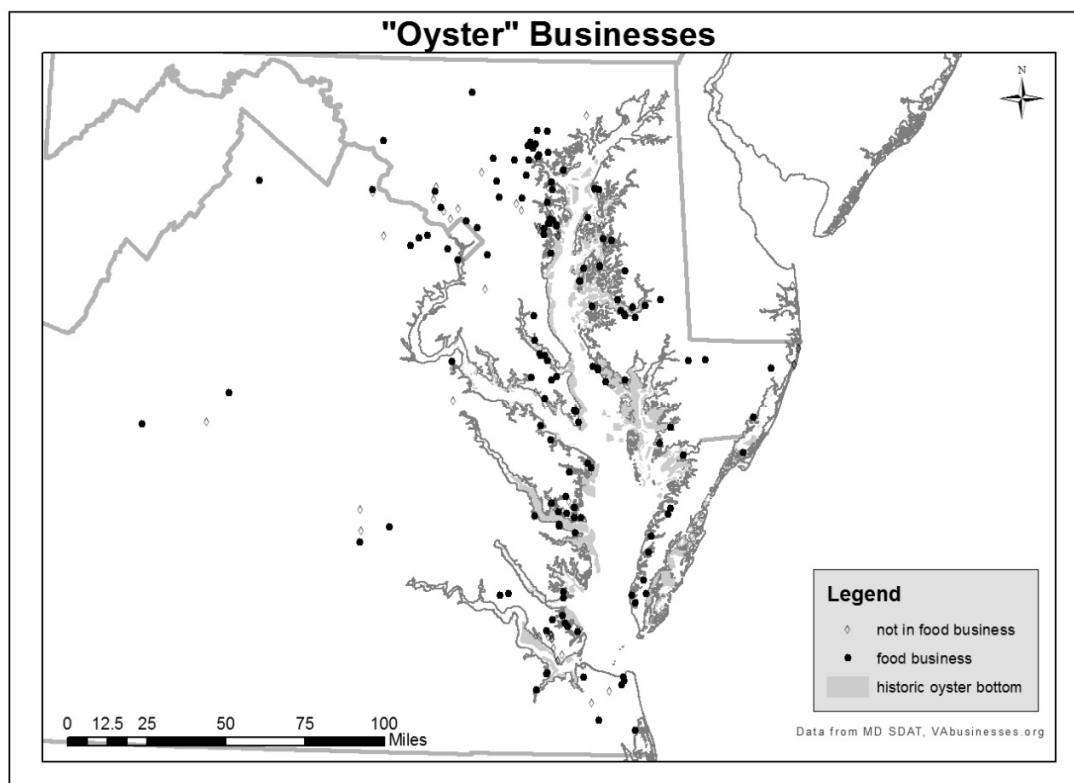 "Oyster" Businesses
N
Legend
not in food business
food business
historic oyster bottom
0 12.5 25 50 75 100
Miles
Data from MD SDAT, VAbusinesses.org